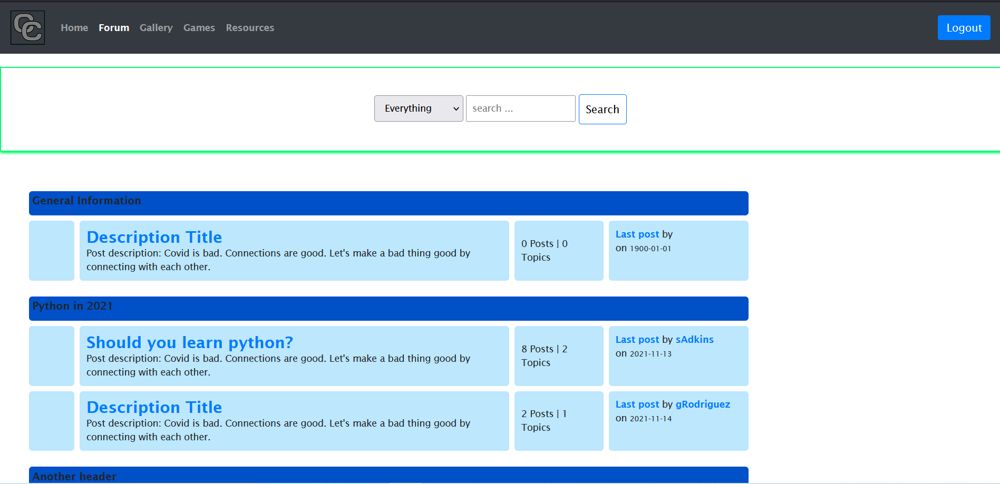 CC
Home Forum Gallery Games Resources Logout
Everything search ... Search
General Information
Description Title
Post description: Covid is bad. Connections are good. Let's make a bad thing good by
connecting with each other.
0 Posts | 0
Topics
Last post by
on 1900-01-01
Python in 2021
Should you learn python?
Post description: Covid is bad. Connections are good. Let's make a bad thing good by
connecting with each other.
8 Posts | 2
Topics
Last post by sAdkins
on 2021-11-13
Description Title
Post description: Covid is bad. Connections are good. Let's make a bad thing good by
connecting with each other.
2 Posts | 1
Topics
Last post by gRodriguez
on 2021-11-14
Another header